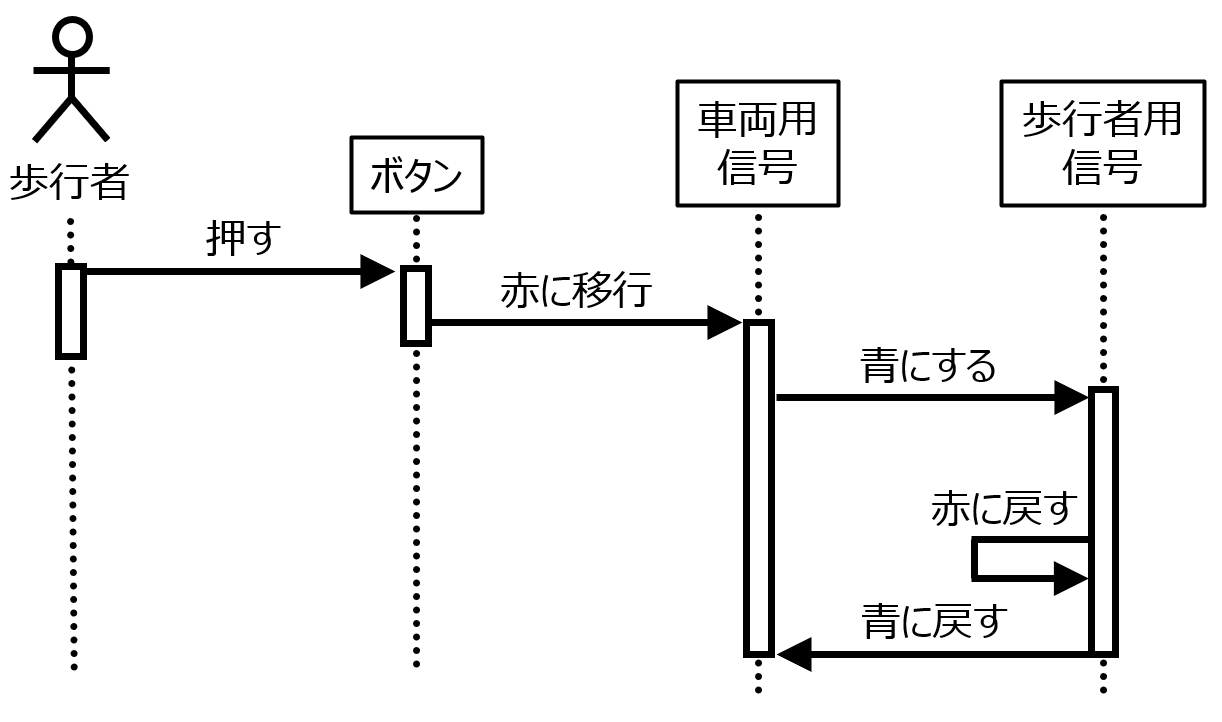 歩行者
ボタン
車両用
信号
歩行者用
信号
押す
赤に移行
青にする
赤に戻す
青に戻す